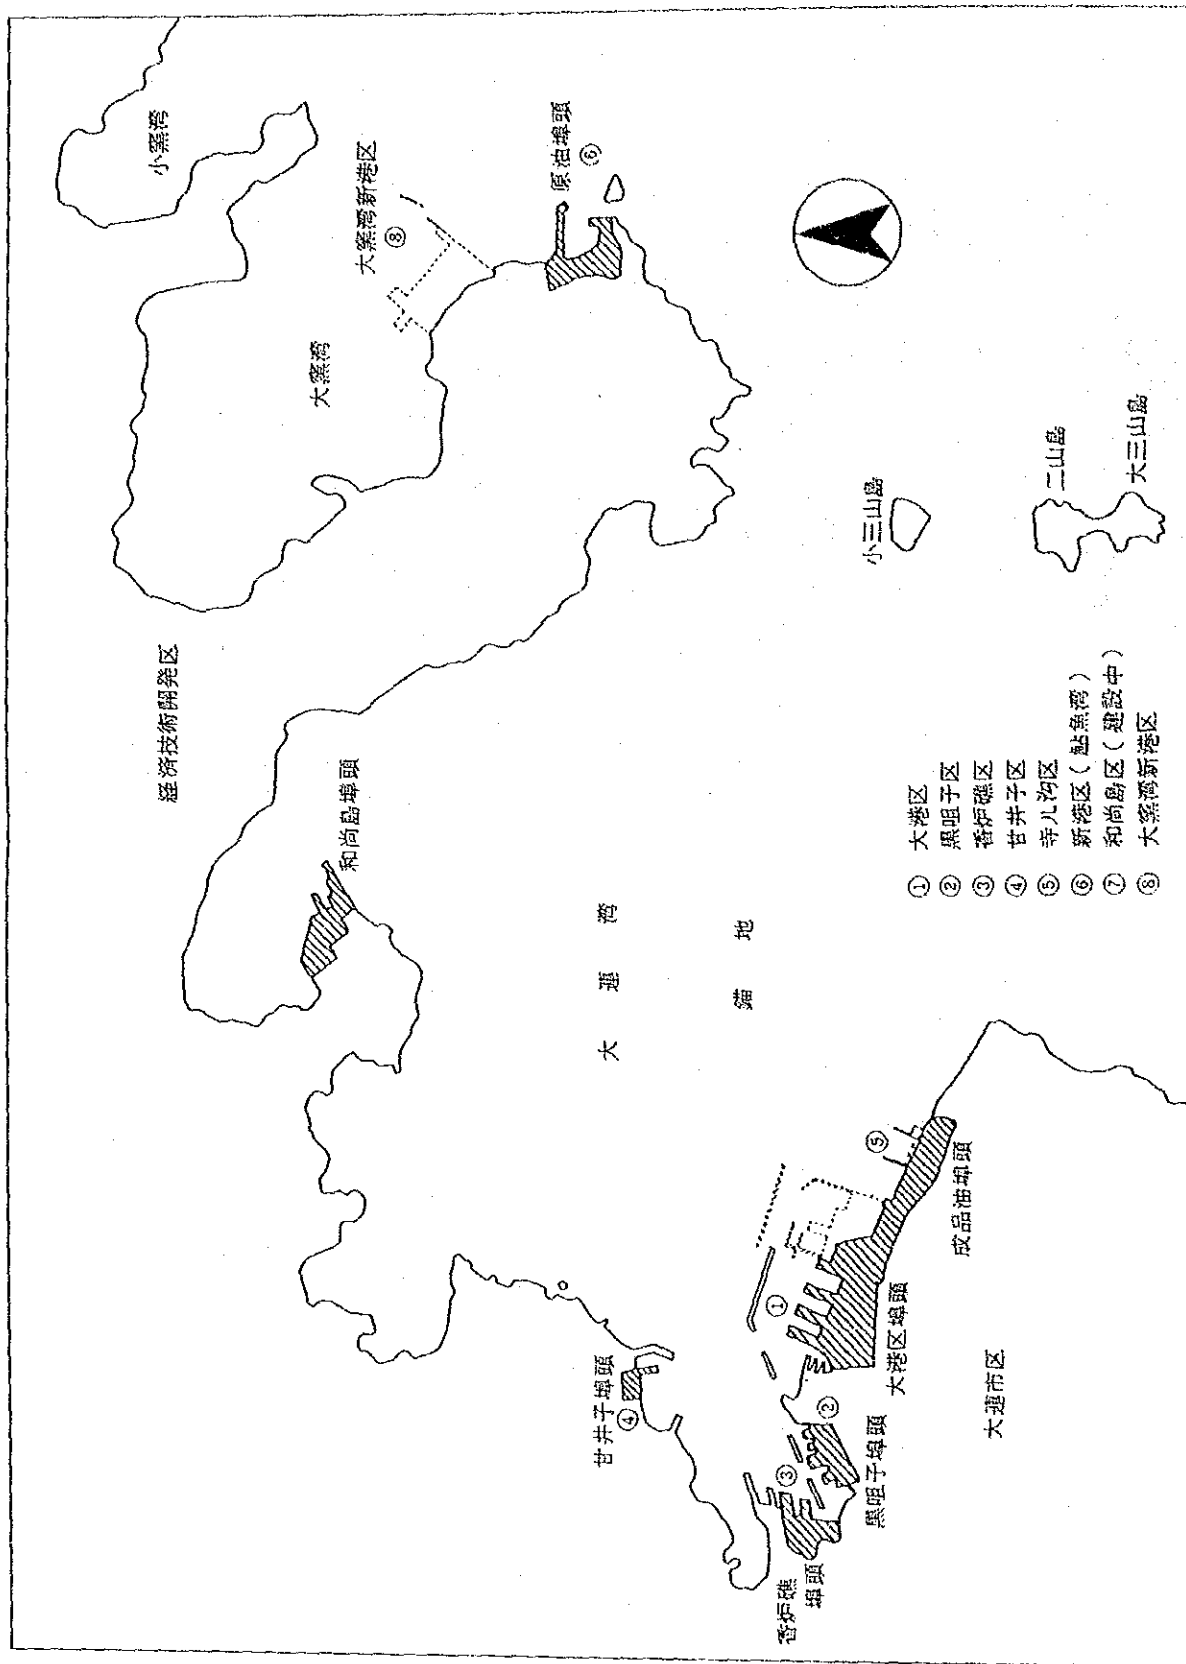 小窯湾
大窯湾新港区
⑧
原油埠頭
⑥
大窯湾
経済技術開発区
和尚島埠頭
小三山島
二山島
大三山島
大連湾
錨地
① 大港区
② 黒咀子区
③ 香炉礁区
④ 甘井子区
⑤ 寺儿沟区
⑥ 新港区（鮎魚湾）
⑦ 和尚島区（建設中）
⑧ 大窯湾新港区
甘井子埠頭
④
①
⑤
成品油埠頭
大港区埠頭
②
黒咀子埠頭
③
香炉礁
埠頭
大連市区